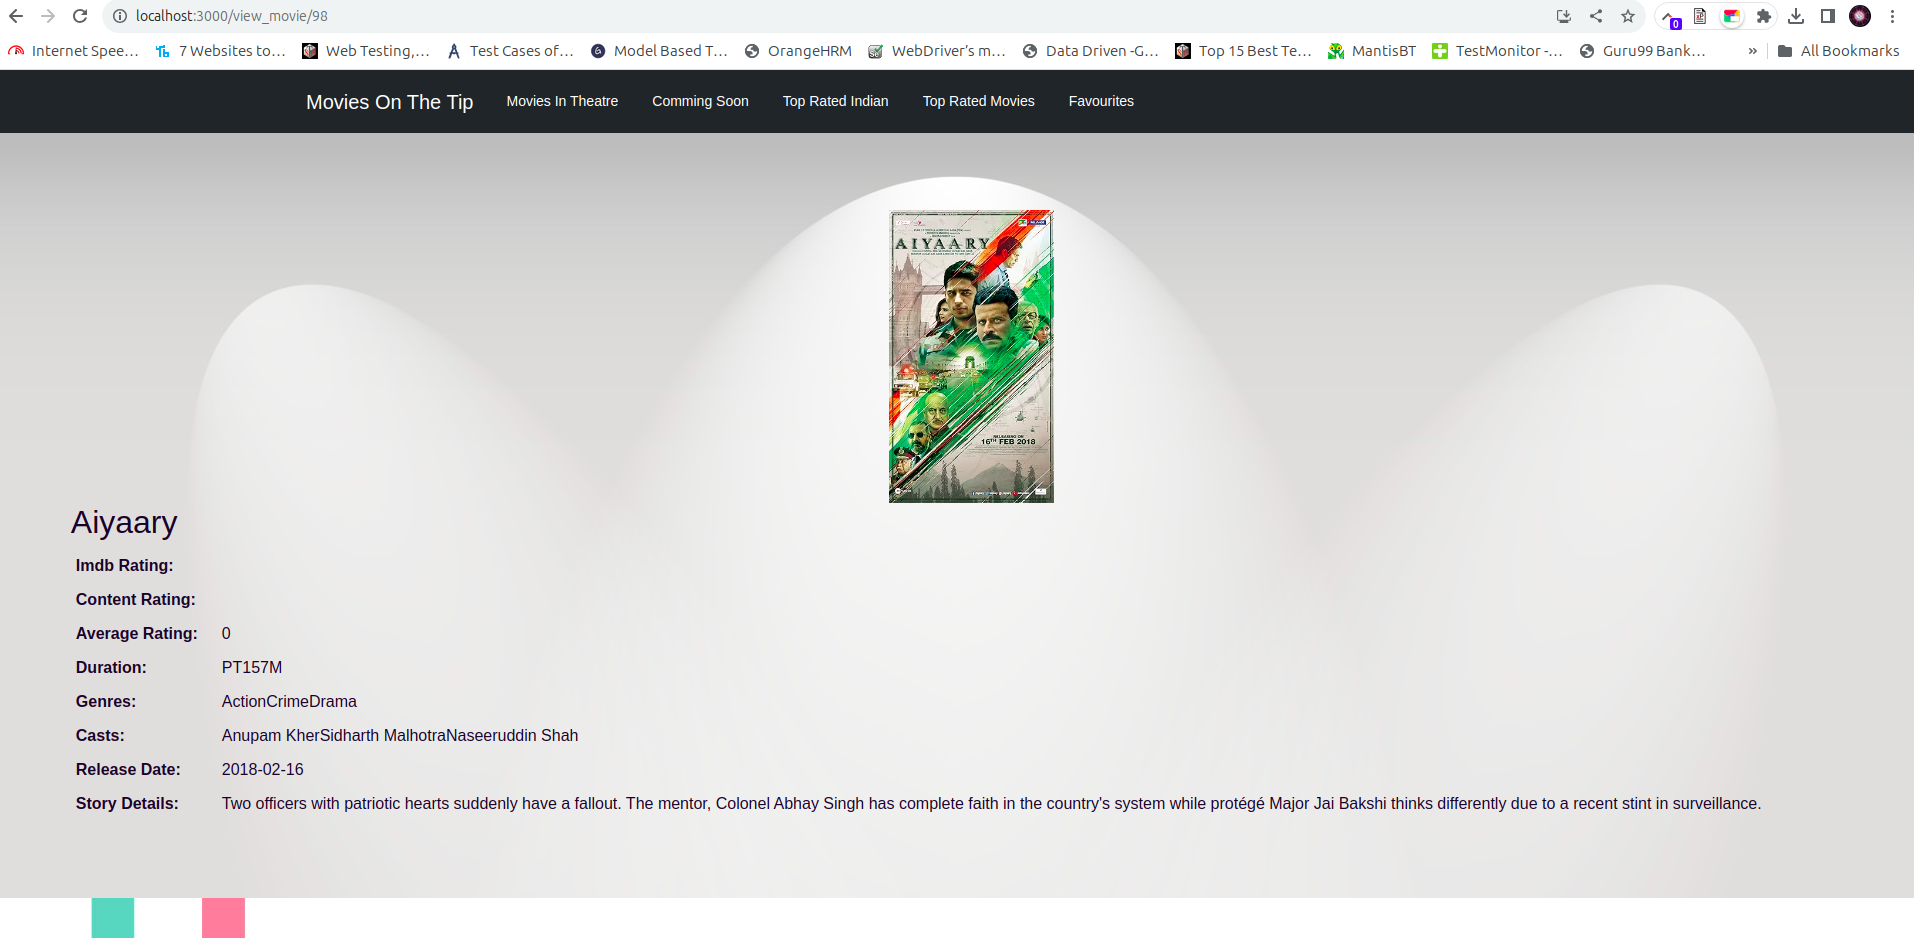 localhost:3000/view_movie/98
0
Internet Spee... 7 Websites to... Web Testing,... Test Cases of... Model Based T... OrangeHRM WebDriver's m... Data Driven -G... Top 15 Best Te... MantisBT TestMonitor -... Guru99 Bank... » All Bookmarks
Movies On The Tip Movies In Theatre Comming Soon Top Rated Indian Top Rated Movies Favourites
AIYAARY
RELEASING ON
16TH FEB 2018
Aiyaary
Imdb Rating:
Content Rating:
Average Rating: 0
Duration: PT157M
Genres: ActionCrimeDrama
Casts: Anupam KherSidharth MalhotraNaseeruddin Shah
Release Date: 2018-02-16
Story Details: Two officers with patriotic hearts suddenly have a fallout. The mentor, Colonel Abhay Singh has complete faith in the country's system while protégé Major Jai Bakshi thinks differently due to a recent stint in surveillance.